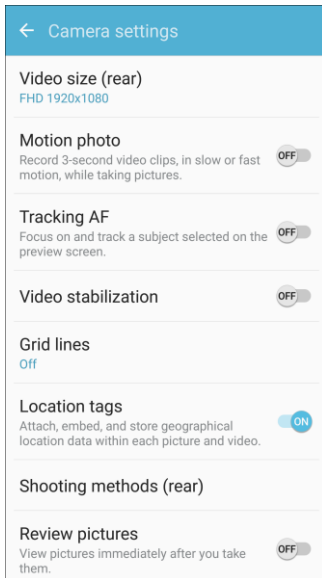 Camera settings
Video size (rear)
FHD 1920x1080
Motion photo
Record 3-second video clips, in slow or fast
motion, while taking pictures.
OFF
Tracking AF
Focus on and track a subject selected on the
preview screen.
OFF
Video stabilization
OFF
Grid lines
Off
Location tags
Attach, embed, and store geographical
location data within each picture and video.
ON
Shooting methods (rear)
Review pictures
View pictures immediately after you take
them.
OFF